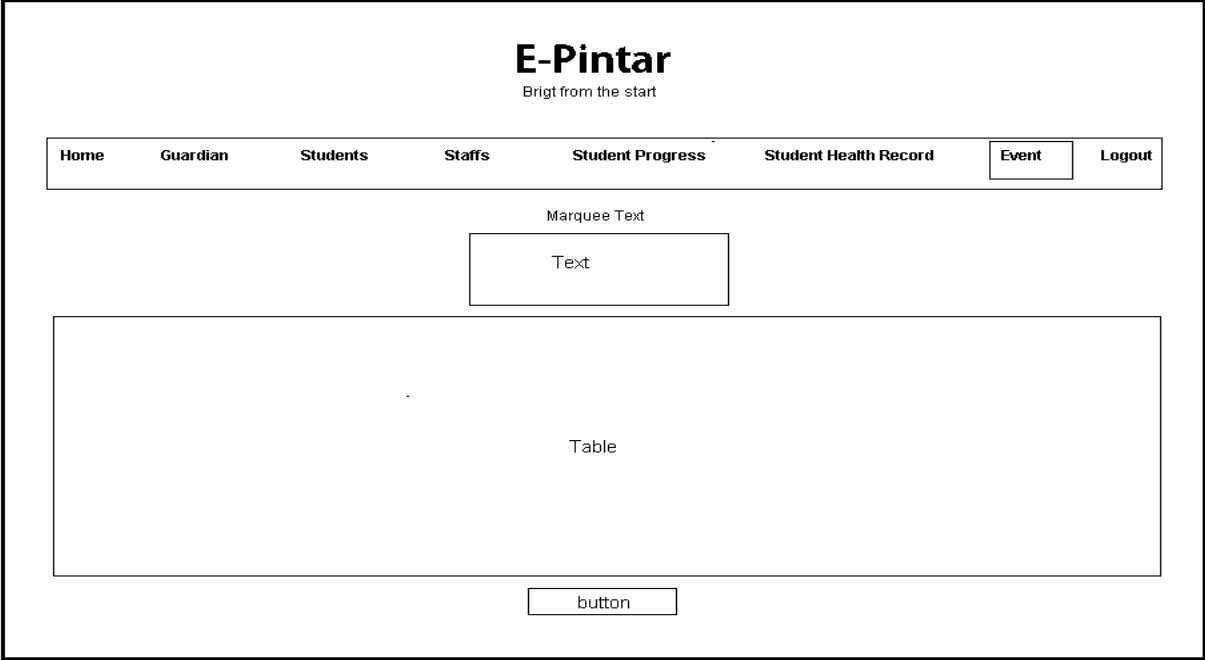 E-Pintar
Brigt from the start
Home Guardian Students Staffs Student Progress Student Health Record Event Logout
Marquee Text
Text
Table
button